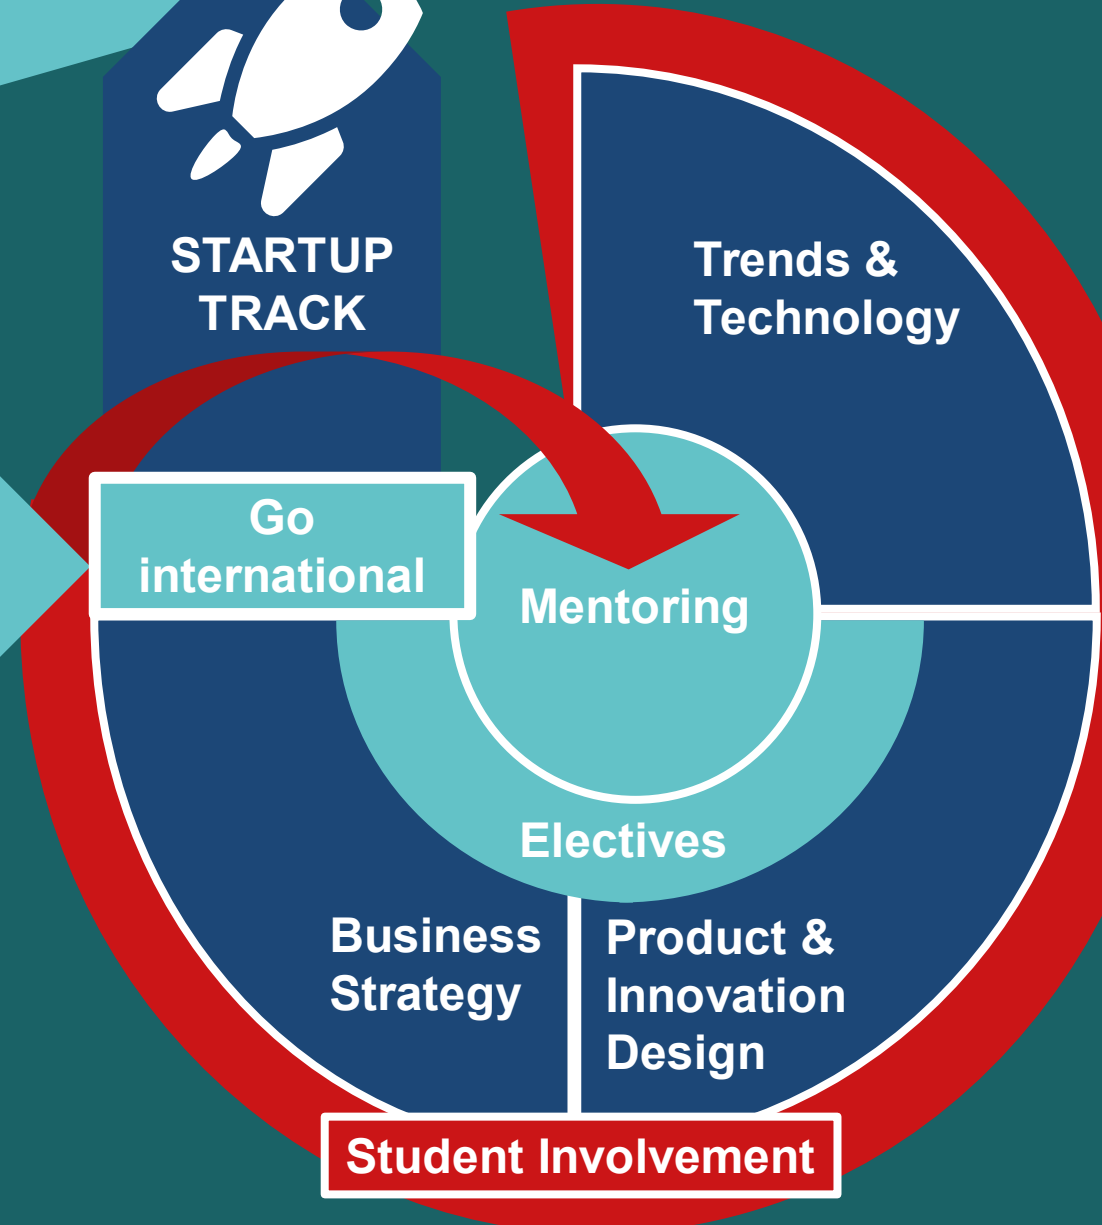 STARTUP
TRACK
Trends &
Technology
Go
international
Mentoring
Electives
Business
Strategy
Product &
Innovation
Design
Student Involvement